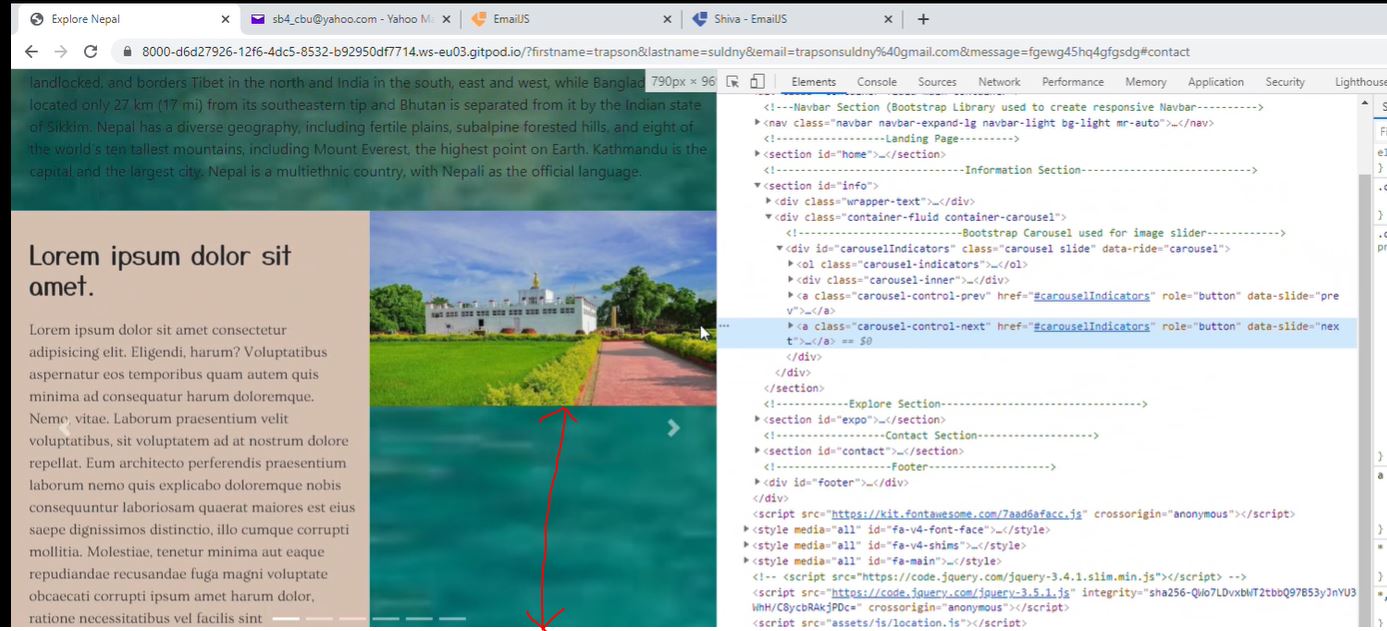 Explore Nepal
sb4_cbu@yahoo.com - Yahoo Ma
EmailJS
Shiva - EmailJS
8000-d6d27926-12f6-4dc5-8532-b92950df7714.ws-eu03.gitpod.io/?firstname=trapson&lastname=suldny&email=trapsonsuldny%40gmail.com&message=fgewg45hq4gfgsdg#contact
landlocked, and borders Tibet in the north and India in the south, east and west, while Banglad
located only 27 km (17 mi) from its southeastern tip and Bhutan is separated from it by the Indian state
of Sikkim. Nepal has a diverse geography, including fertile plains, subalpine forested hills, and eight of
the world's ten tallest mountains, including Mount Everest, the highest point on Earth. Kathmandu is the
capital and the largest city. Nepal is a multiethnic country, with Nepali as the official language.
790px × 96
Lorem ipsum dolor sit
amet.
Lorem ipsum dolor sit amet consectetur
adipisicing elit. Eligendi, harum? Voluptatibus
aspernatur eos temporibus quam autem quis
minima ad consequatur harum doloremque.
Nemo, vitae. Laborum praesentium velit
voluptatibus, sit voluptatem ad at nostrum dolore
repellat. Eum architecto perferendis praesentium
laborum nemo quis explicabo doloremque nobis
consequuntur laboriosam quaerat maiores est eius
saepe dignissimos distinctio, illo cumque corrupti
mollitia. Molestiae, tenetur minima aut eaque
repudiandae recusandae fuga magni voluptate
obcaecati corrupti ipsum amet harum dolor,
ratione necessitatibus vel facilis sint
Elements Console Sources Network Performance Memory Application Security Lighthouse
<!---Navbar Section (Bootstrap Library used to create responsive Navbar---------->
<nav class="navbar navbar-expand-lg navbar-light bg-light mr-auto">…</nav>
<!------------------Landing Page--------->
<section id="home">…</section>
<!-------------------------------Information Section---------------------------->
<section id="info">
<div class="wrapper-text">…</div>
<div class="container-fluid container-carousel">
<!---------------------------Bootstrap Carousel used for image slider------------>
<div id="carouselIndicators" class="carousel slide" data-ride="carousel">
<ol class="carousel-indicators">…</ol>
<div class="carousel-inner">…</div>
<a class="carousel-control-prev" href="#carouselIndicators" role="button" data-slide="pre
v">…</a>
<a class="carousel-control-next" href="#carouselIndicators" role="button" data-slide="nex
t">…</a> == $0
</div>
</div>
</section>
<!------------Explore Section--------------------------------->
<section id="expo">…</section>
<!------------------Contact Section------------------->
<section id="contact">…</section>
<!-------------------Footer-------------------->
<div id="footer">…</div>
</div>
<script src="https://kit.fontawesome.com/7aad6afacc.js" crossorigin="anonymous"></script>
<style media="all" id="fa-v4-font-face">…</style>
<style media="all" id="fa-v4-shims">…</style>
<style media="all" id="fa-main">…</style>
<!-- <script src="https://code.jquery.com/jquery-3.4.1.slim.min.js"></script> -->
<script src="https://code.jquery.com/jquery-3.5.1.js" integrity="sha256-QWo7LDvxbWT2tbbQ97B53yJnYU3
WhH/C8ycbRAkjPDc=" crossorigin="anonymous"></script>
<script src="assets/js/location.js"></script>